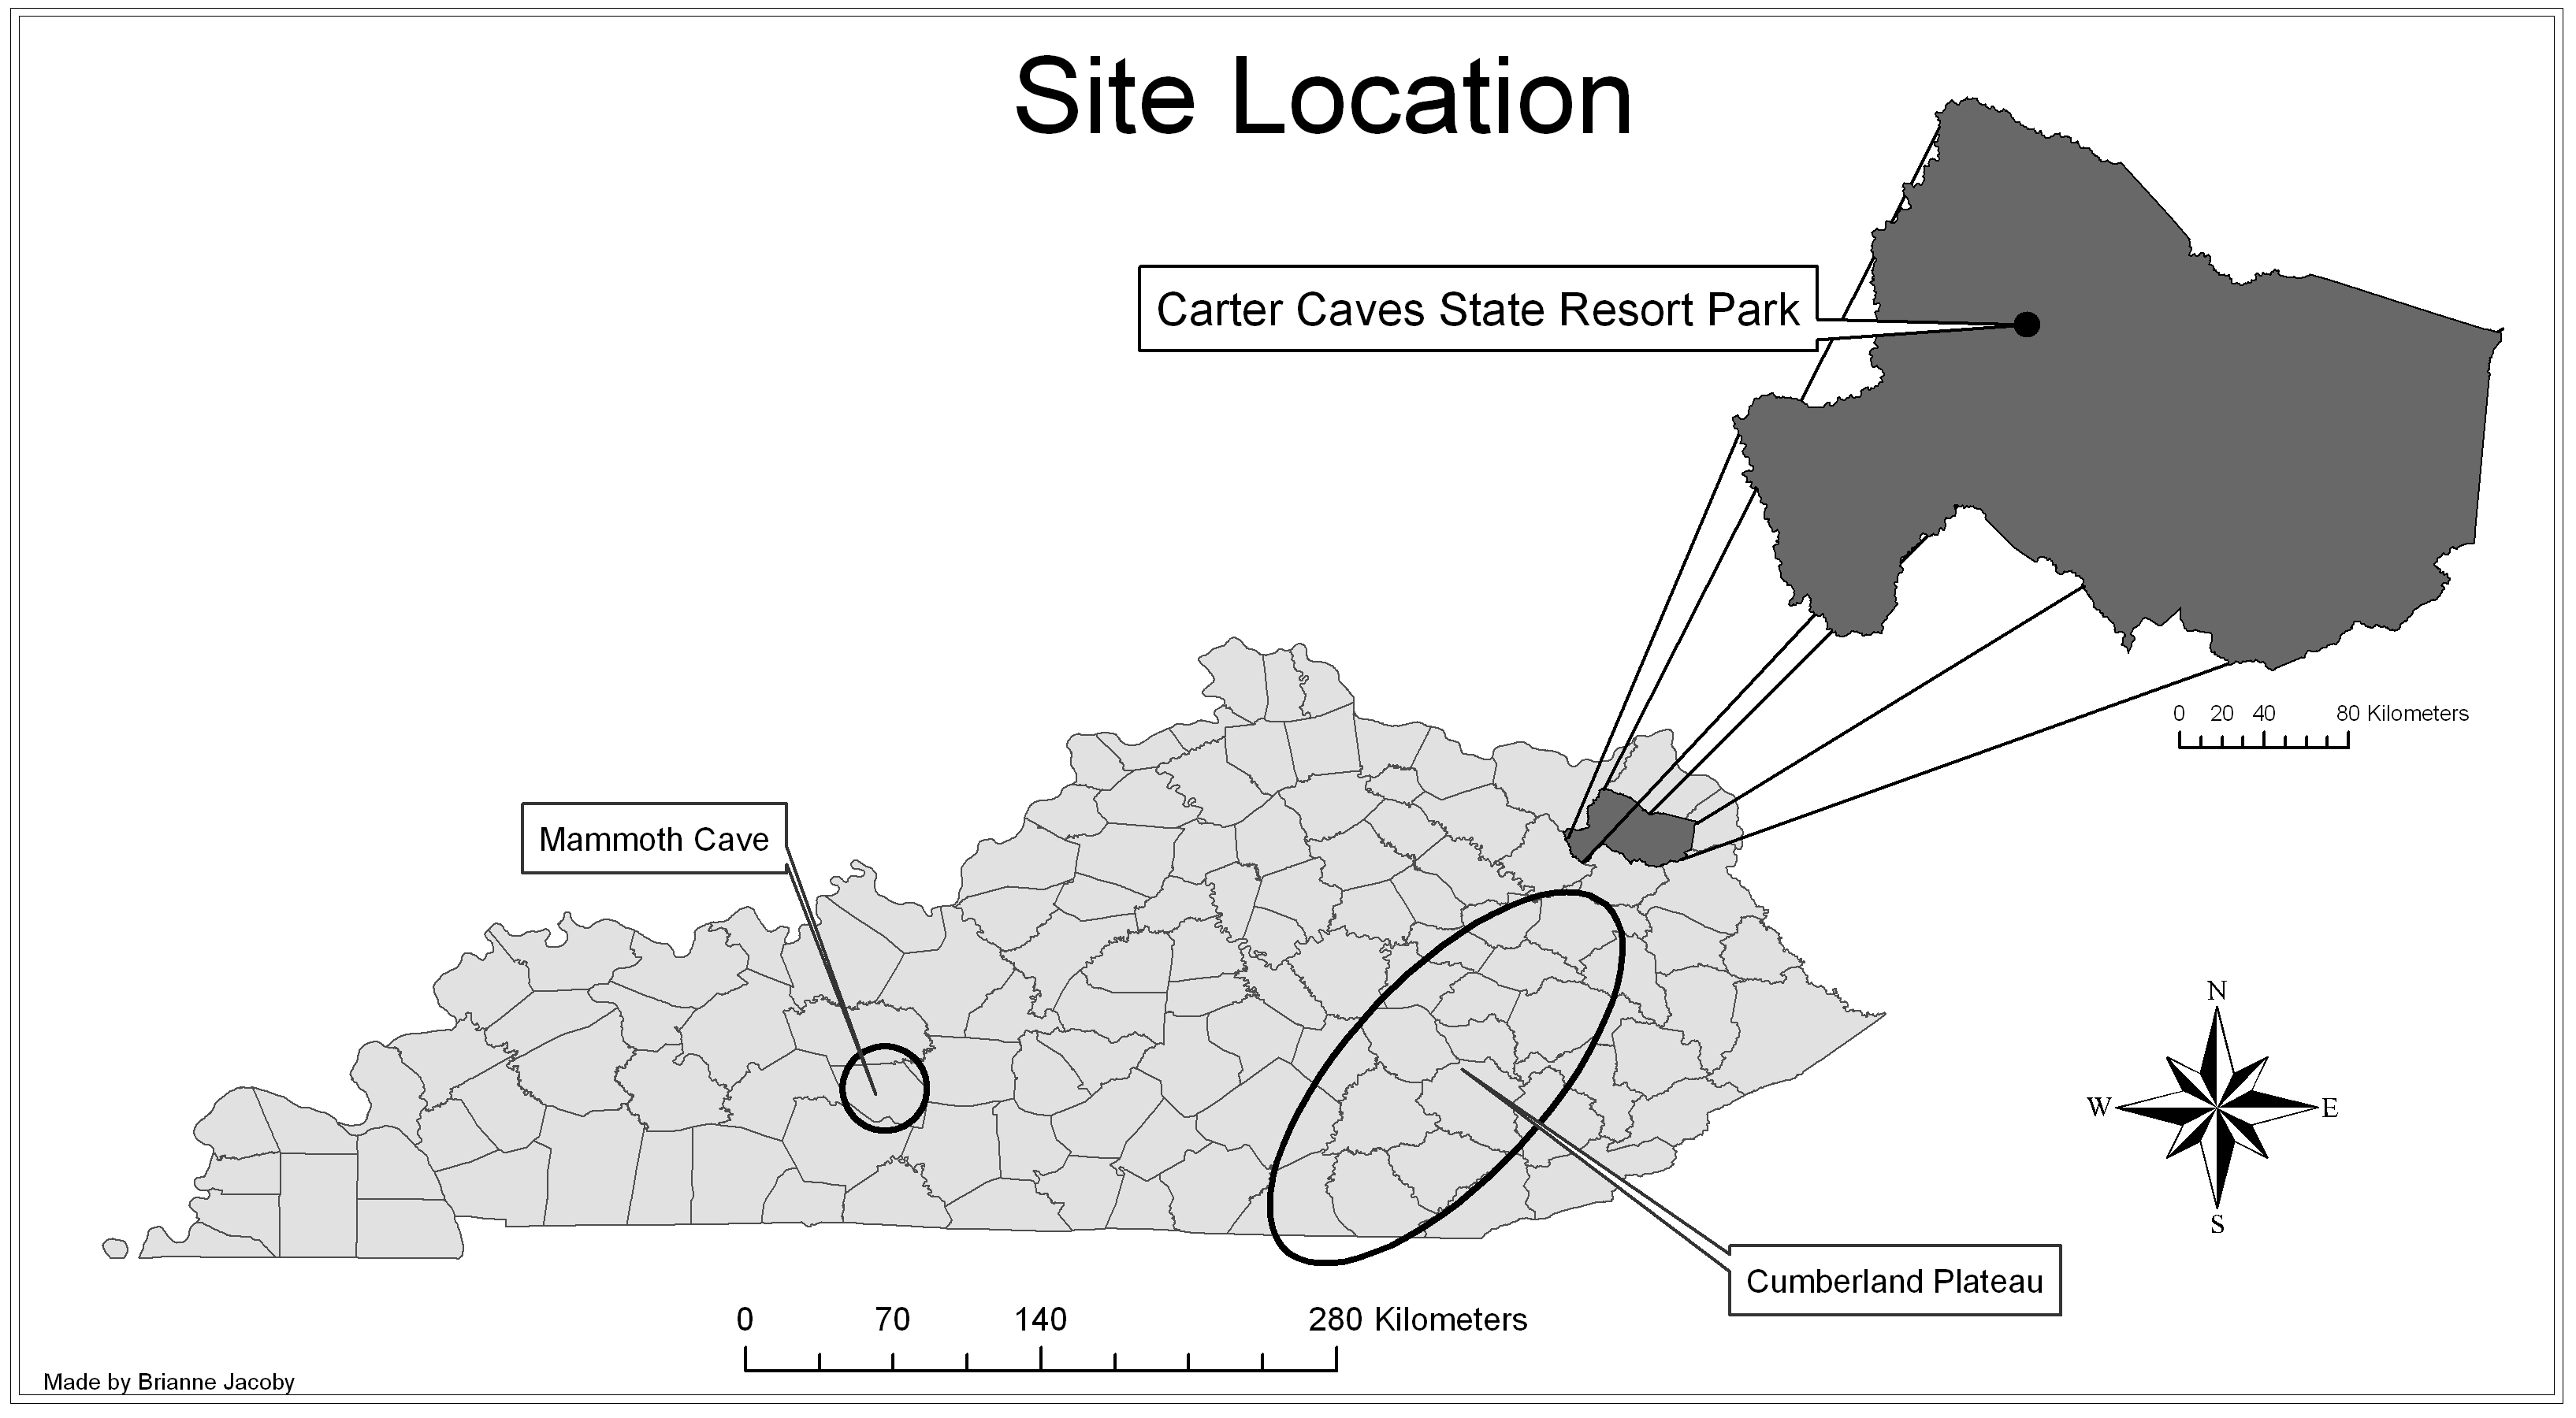 Site Location
Carter Caves State Resort Park
0 20 40 80 Kilometers
Mammoth Cave
N
W E
S
Cumberland Plateau
0 70 140 280 Kilometers
Made by Brianne Jacoby